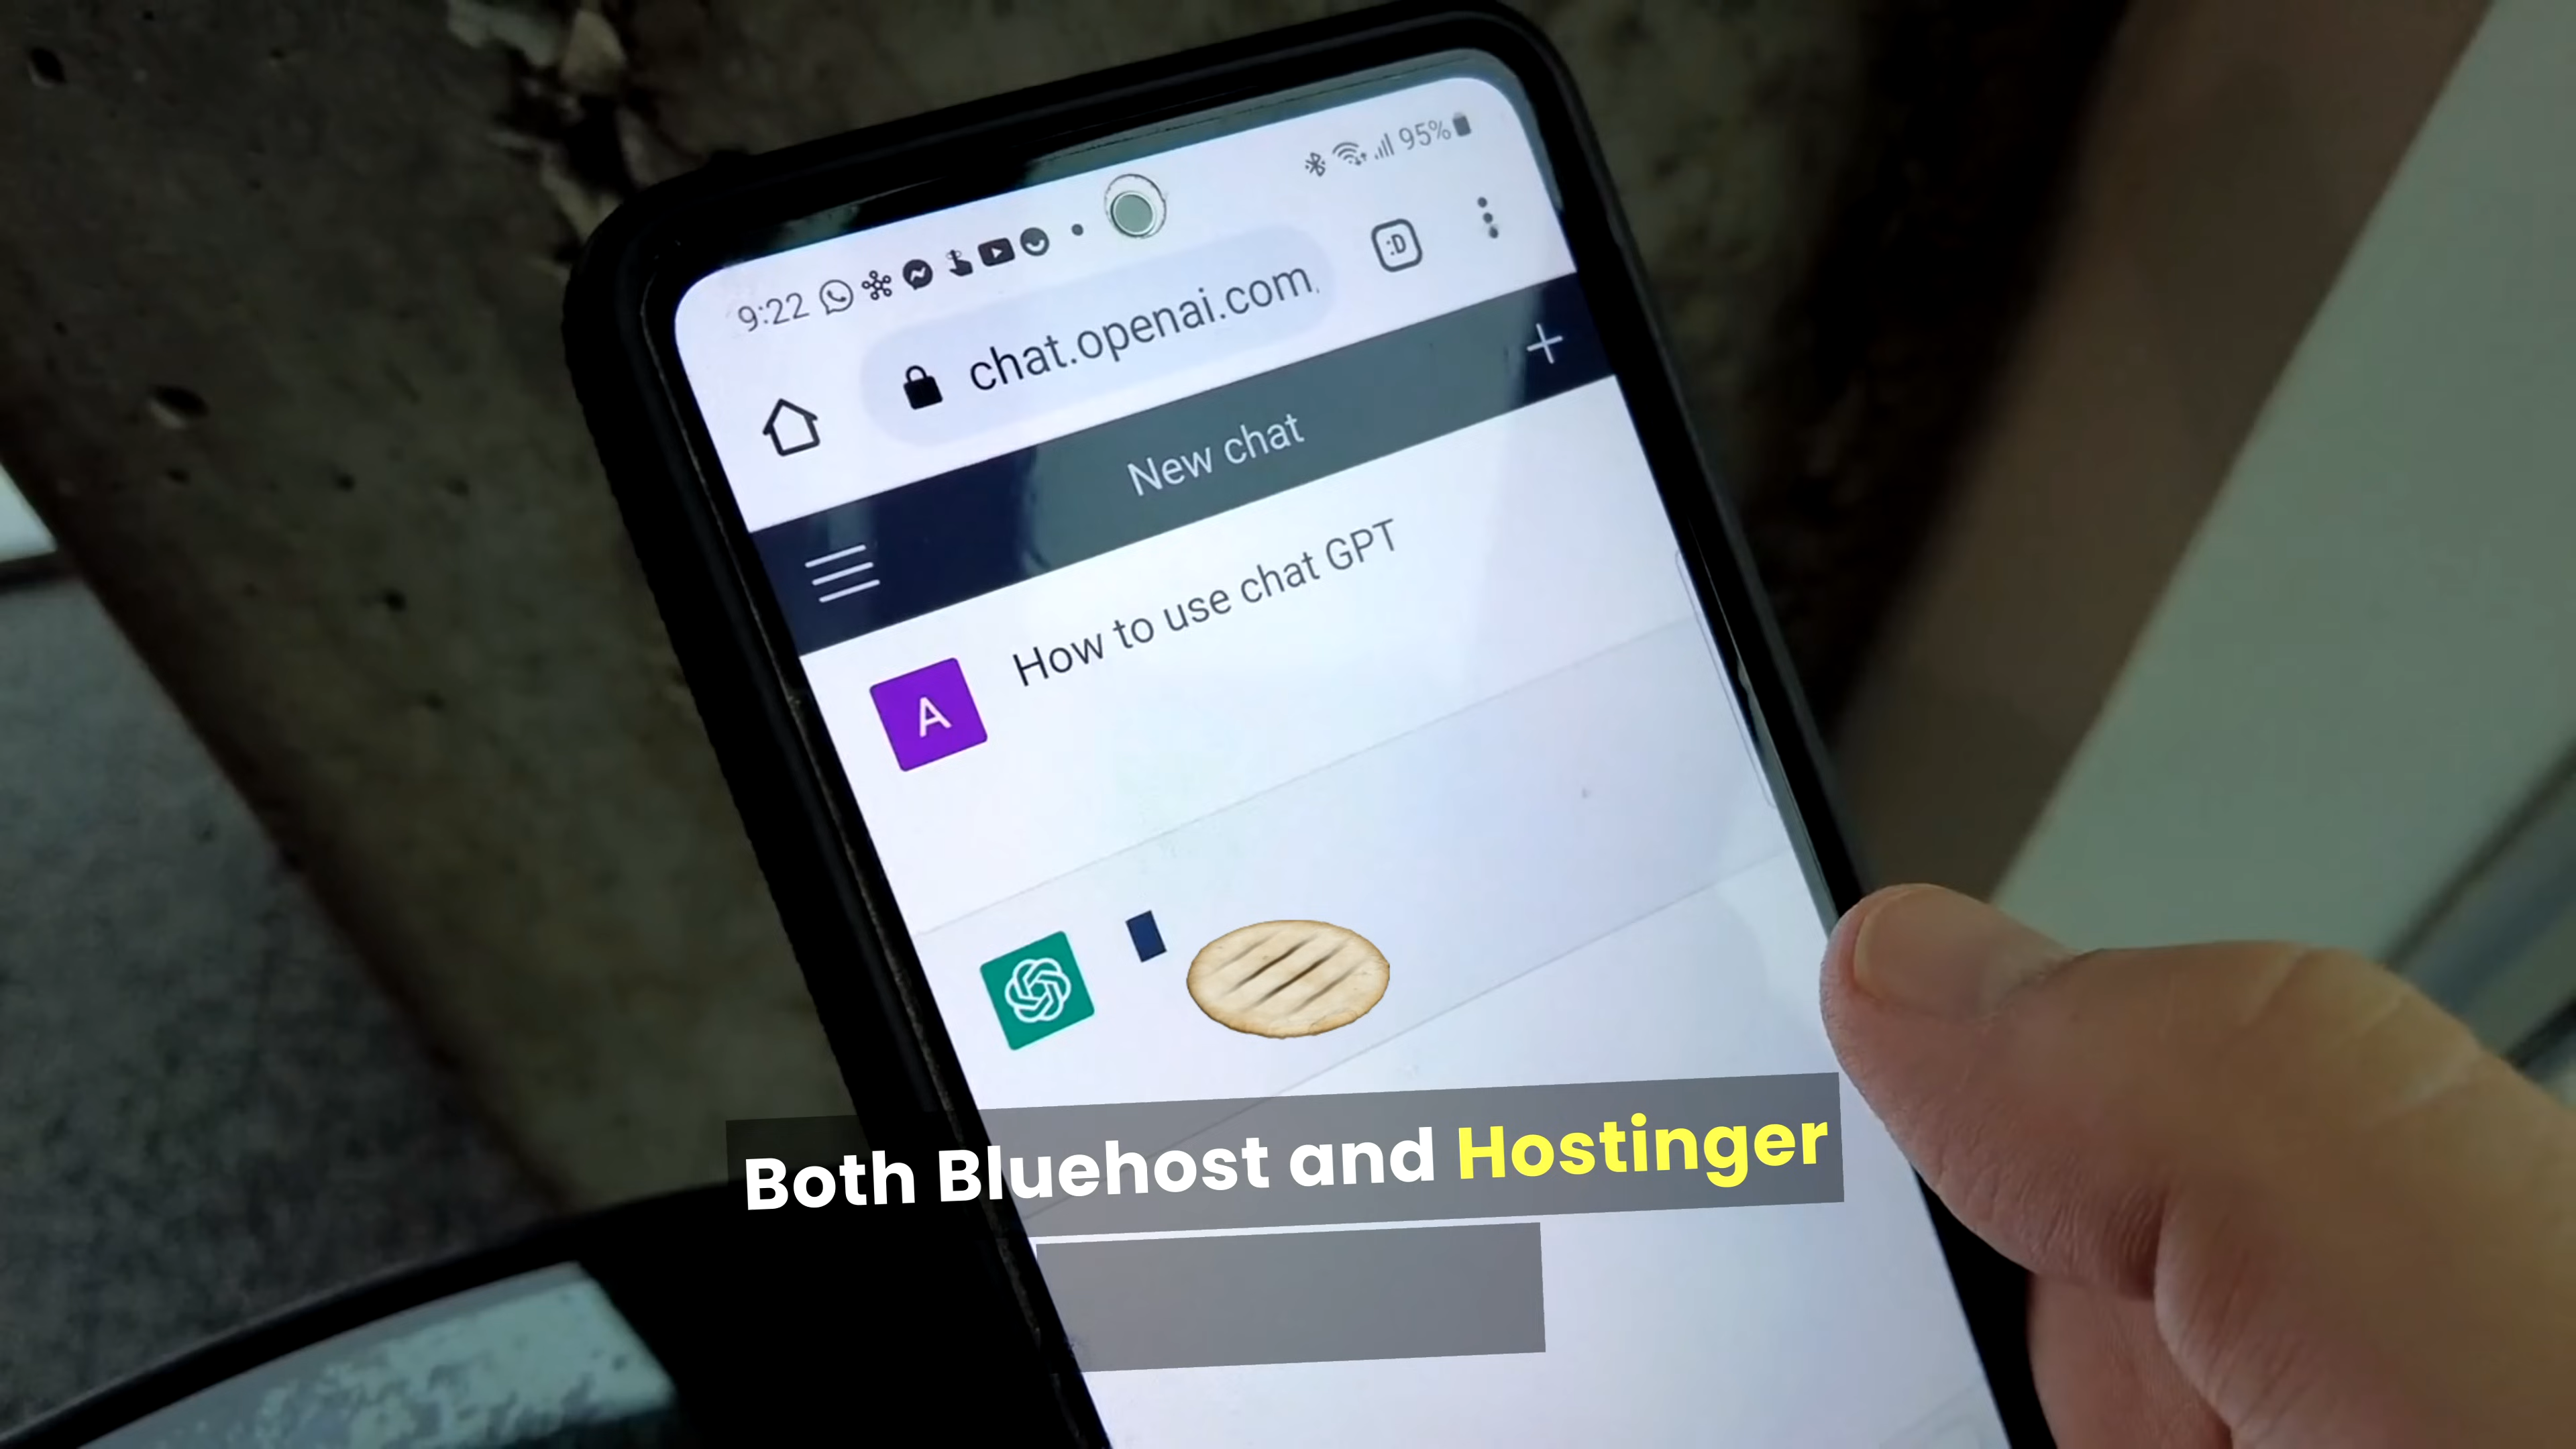 9:22
95%
:D
chat.openai.com
New chat
A
How to use chat GPT
Both Bluehost and Hostinger